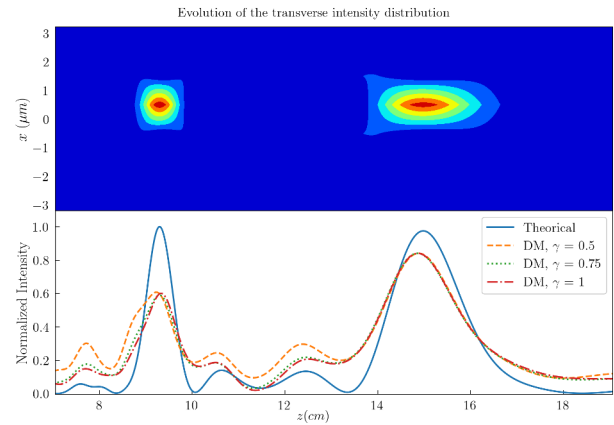 Evolution of the transverse intensity distribution
3
2
1
0
−1
−2
−3
x (μm)
1.0
0.8
0.6
0.4
0.2
0.0
Normalized Intensity
Theorical
DM, γ = 0.5
DM, γ = 0.75
DM, γ = 1
8
10
12
14
16
18
z(cm)